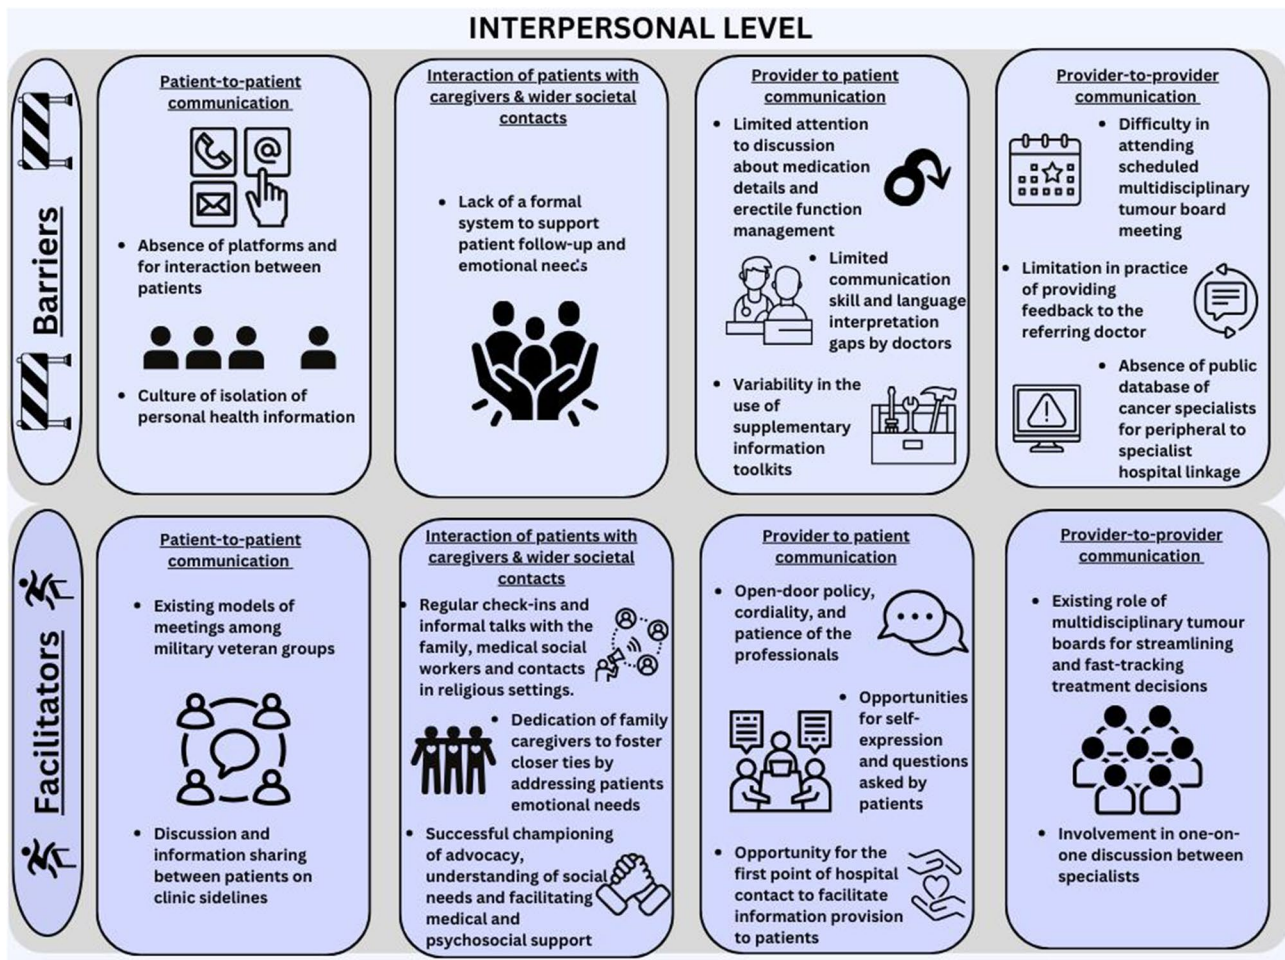 INTERPERSONAL LEVEL
Barriers
Patient-to-patient
communication
@
• Absence of platforms and
for interaction between
patients
• Culture of isolation of
personal health information
Interaction of patients with
caregivers & wider societal
contacts
• Lack of a formal
system to support
patient follow-up and
emotional needs
Provider to patient
communication
• Limited attention
to discussion
about medication
details and
erectile function
management
• Limited
communication
skill and language
interpretation
gaps by doctors
• Variability in the
use of
supplementary
information
toolkits
Provider-to-provider
communication
• Difficulty in
attending
scheduled
multidisciplinary
tumour board
meeting
• Limitation in practice
of providing
feedback to the
referring doctor
• Absence of public
database of
cancer specialists
for peripheral to
specialist
hospital linkage
Facilitators
Patient-to-patient
communication
• Existing models of
meetings among
military veteran groups
• Discussion and
information sharing
between patients on
clinic sidelines
Interaction of patients with
caregivers & wider societal
contacts
• Regular check-ins and
informal talks with the
family, medical social
workers and contacts
in religious settings.
• Dedication of family
caregivers to foster
closer ties by
addressing patients
emotional needs
• Successful championing
of advocacy,
understanding of social
needs and facilitating
medical and
psychosocial support
Provider to patient
communication
• Open-door policy,
cordiality, and
patience of the
professionals
• Opportunities
for self-
expression
and questions
asked by
patients
• Opportunity for the
first point of hospital
contact to facilitate
information provision
to patients
Provider-to-provider
communication
• Existing role of
multidisciplinary tumour
boards for streamlining
and fast-tracking
treatment decisions
• Involvement in one-on-
one discussion between
specialists